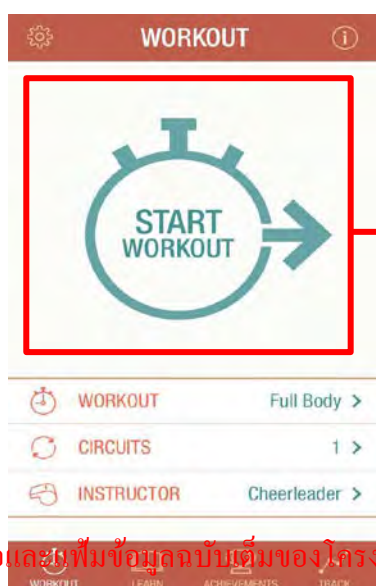 WORKOUT
START
WORKOUT
WORKOUT Full Body >
CIRCUITS 1 >
INSTRUCTOR Cheerleader >
และแฟ้มข้อมูลฉบับเต็มของโครง
WORKOUT LEARN ACHIEVEMENTS TRACK